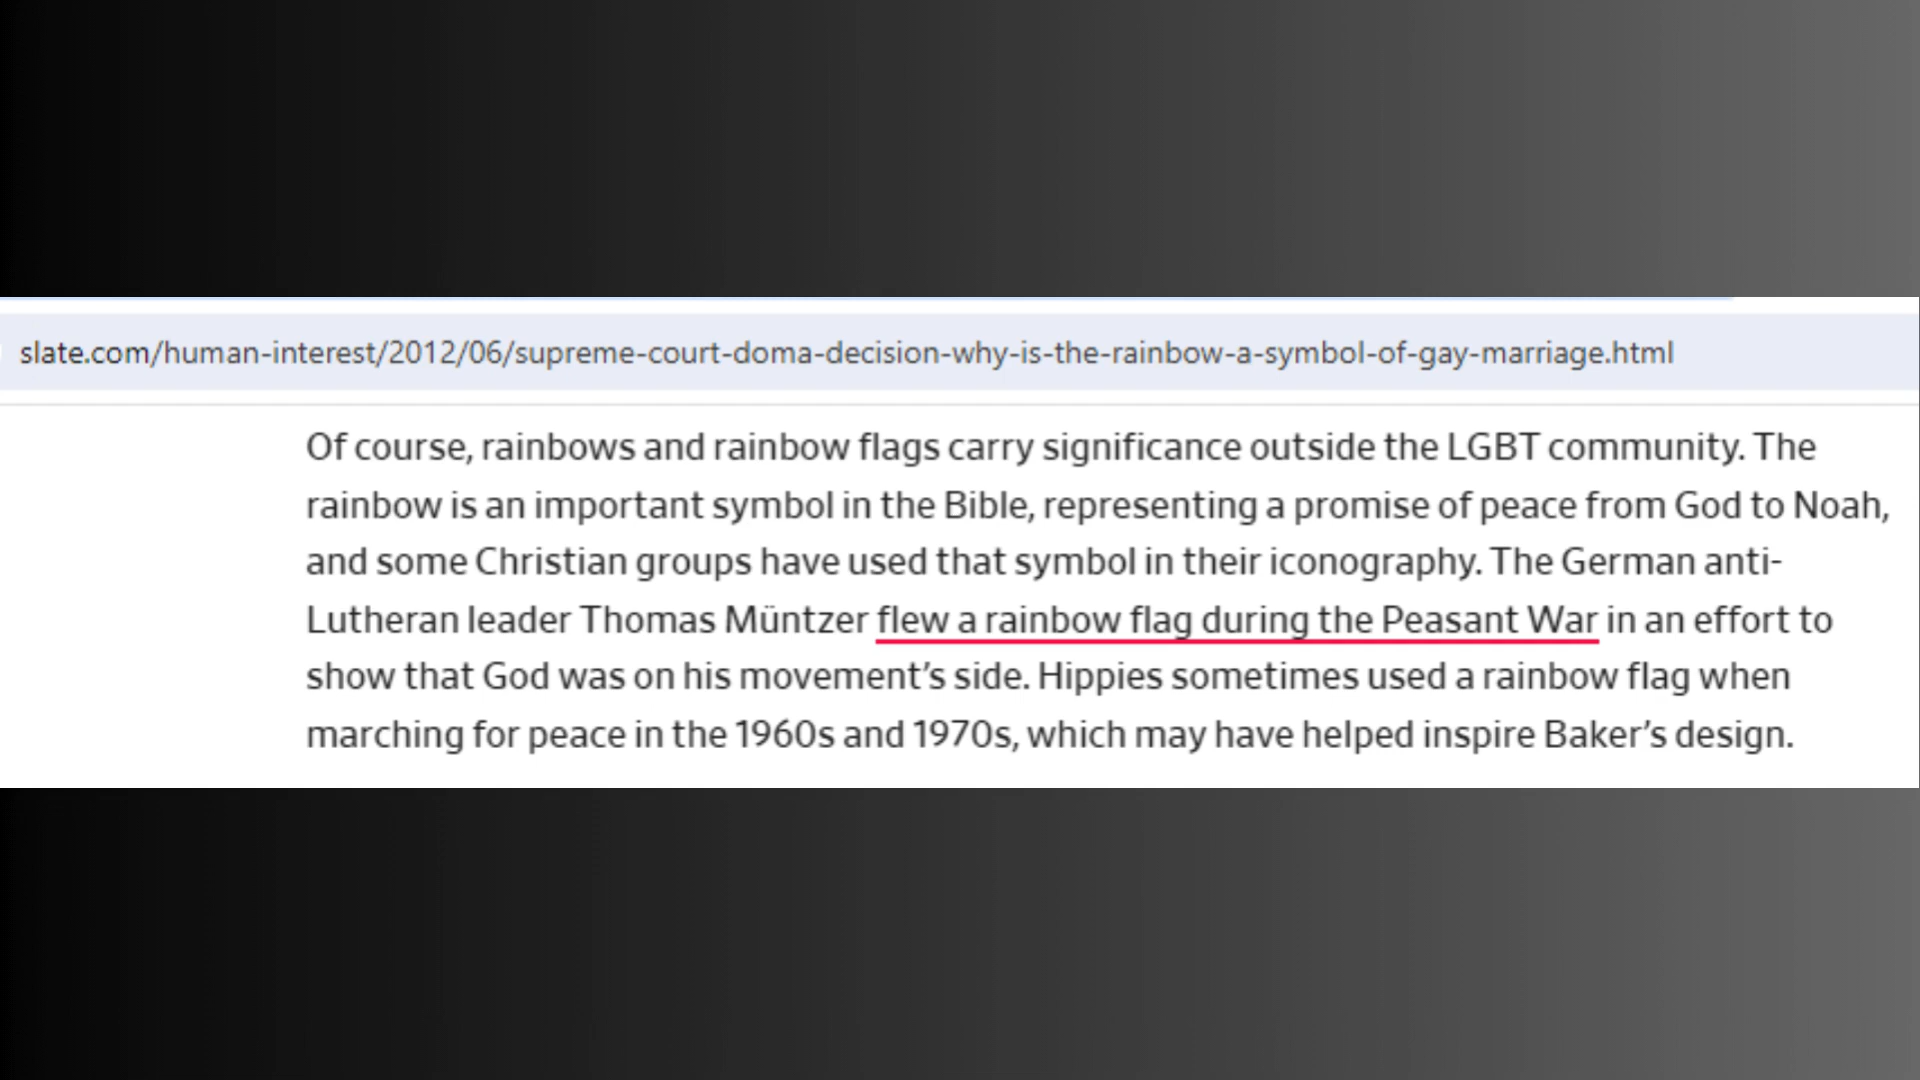 slate.com/human-interest/2012/06/supreme-court-doma-decision-why-is-the-rainbow-a-symbol-of-gay-marriage.html
Of course, rainbows and rainbow flags carry significance outside the LGBT community. The
rainbow is an important symbol in the Bible, representing a promise of peace from God to Noah,
and some Christian groups have used that symbol in their iconography. The German anti-
Lutheran leader Thomas Müntzer flew a rainbow flag during the Peasant War in an effort to
show that God was on his movement’s side. Hippies sometimes used a rainbow flag when
marching for peace in the 1960s and 1970s, which may have helped inspire Baker’s design.